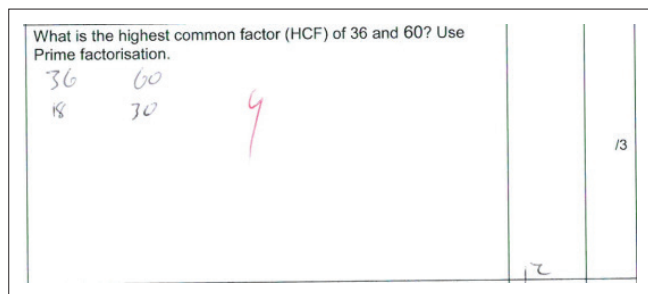 What is the highest common factor (HCF) of 36 and 60? Use
Prime factorisation.
36 60
18 30
/3
12